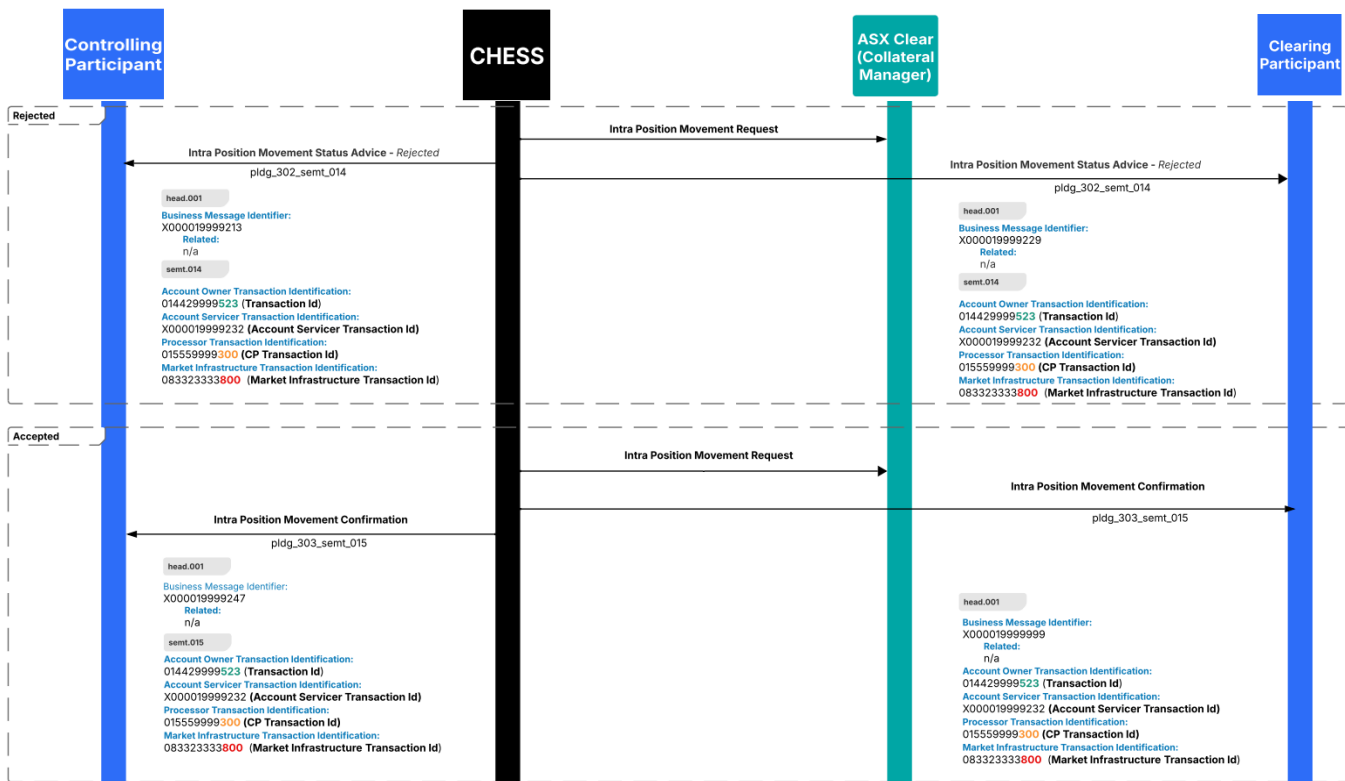 Controlling
Participant
CHESS
ASX Clear
(Collateral
Manager)
Clearing
Participant
Rejected
Intra Position Movement Request
Intra Position Movement Status Advice - Rejected
pldg_302_semt_014
Intra Position Movement Status Advice - Rejected
pldg_302_semt_014
head.001
Business Message Identifier:
X000019999213
Related:
n/a
semt.014
Account Owner Transaction Identification:
014429999523 (Transaction Id)
Account Servicer Transaction Identification:
X000019999232 (Account Servicer Transaction Id)
Processor Transaction Identification:
015559999300 (CP Transaction Id)
Market Infrastructure Transaction Identification:
083323333800 (Market Infrastructure Transaction Id)
head.001
Business Message Identifier:
X000019999229
Related:
n/a
semt.014
Account Owner Transaction Identification:
014429999523 (Transaction Id)
Account Servicer Transaction Identification:
X000019999232 (Account Servicer Transaction Id)
Processor Transaction Identification:
015559999300 (CP Transaction Id)
Market Infrastructure Transaction Identification:
083323333800 (Market Infrastructure Transaction Id)
Accepted
Intra Position Movement Request
Intra Position Movement Confirmation
pldg_303_semt_015
Intra Position Movement Confirmation
pldg_303_semt_015
head.001
Business Message Identifier:
X000019999247
Related:
n/a
semt.015
Account Owner Transaction Identification:
014429999523 (Transaction Id)
Account Servicer Transaction Identification:
X000019999232 (Account Servicer Transaction Id)
Processor Transaction Identification:
015559999300 (CP Transaction Id)
Market Infrastructure Transaction Identification:
083323333800 (Market Infrastructure Transaction Id)
head.001
Business Message Identifier:
X000019999999
Related:
n/a
Account Owner Transaction Identification:
014429999523 (Transaction Id)
Account Servicer Transaction Identification:
X000019999232 (Account Servicer Transaction Id)
Processor Transaction Identification:
015559999300 (CP Transaction Id)
Market Infrastructure Transaction Identification:
083323333800 (Market Infrastructure Transaction Id)